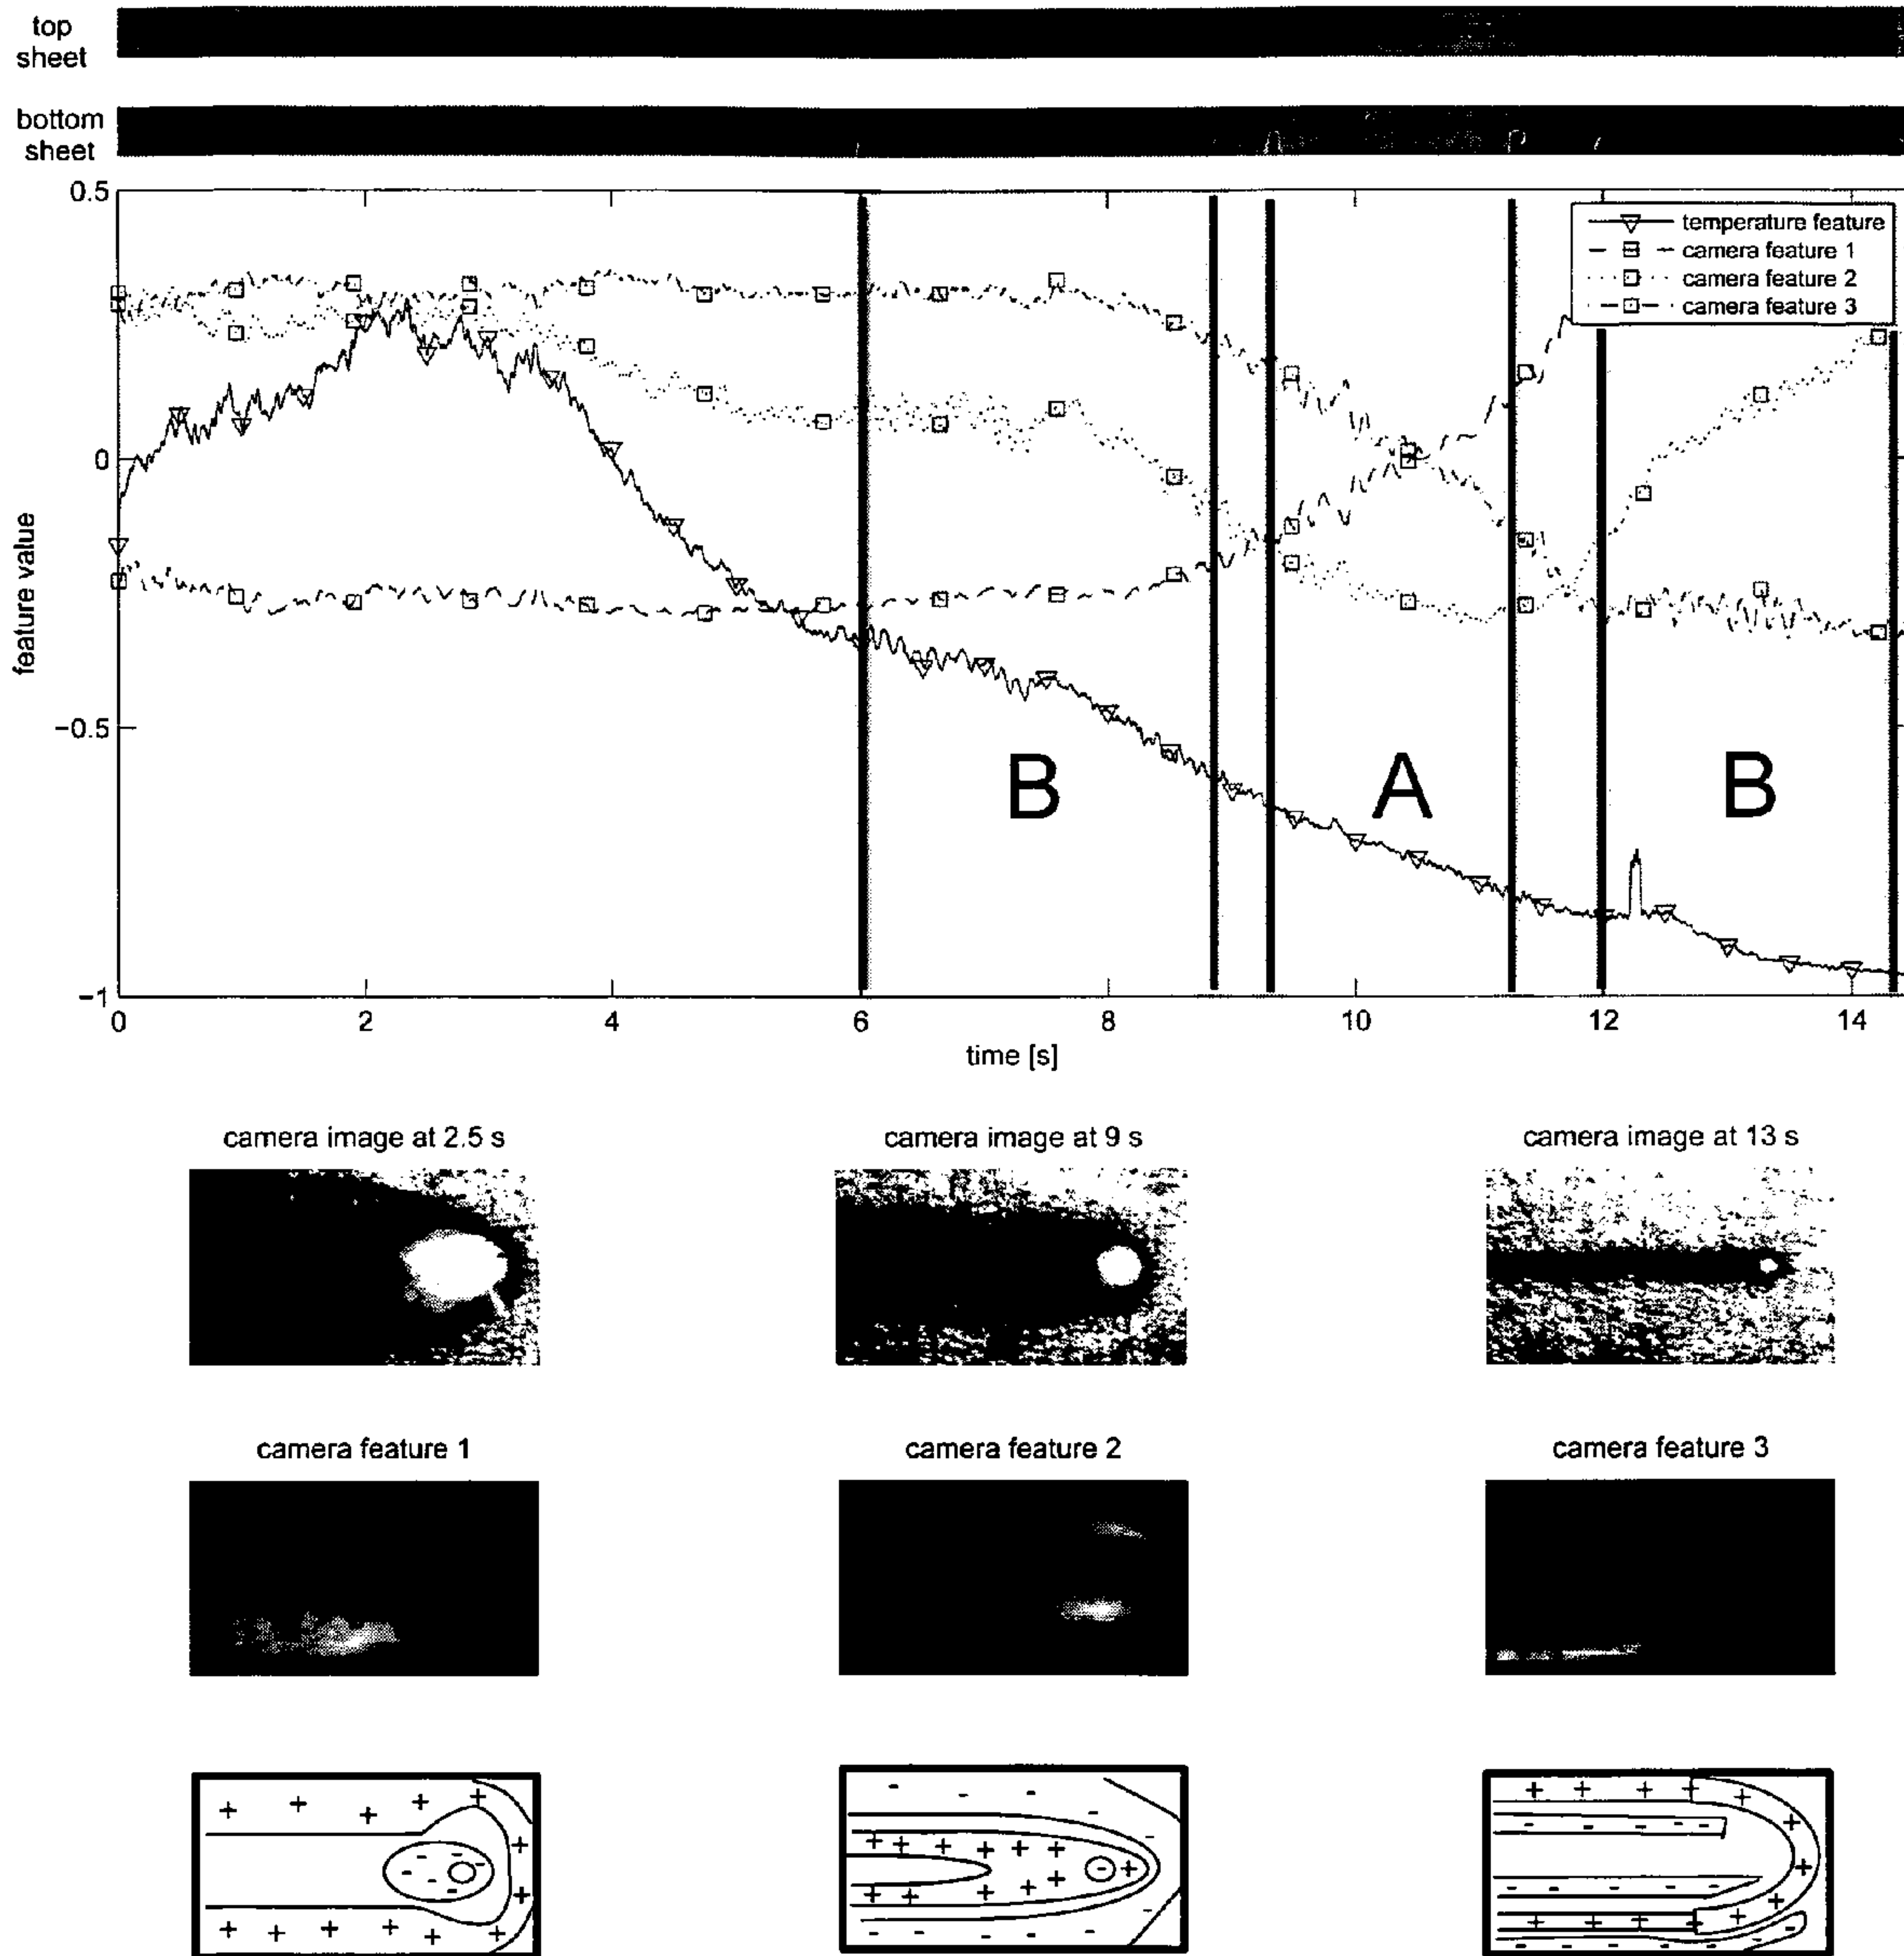 top
sheet
bottom
sheet
0.5
0
−0.5
−1
feature value
temperature feature
camera feature 1
camera feature 2
camera feature 3
B
A
B
0 2 4 6 8 10 12 14
time [s]
camera image at 2.5 s
camera image at 9 s
camera image at 13 s
camera feature 1
camera feature 2
camera feature 3